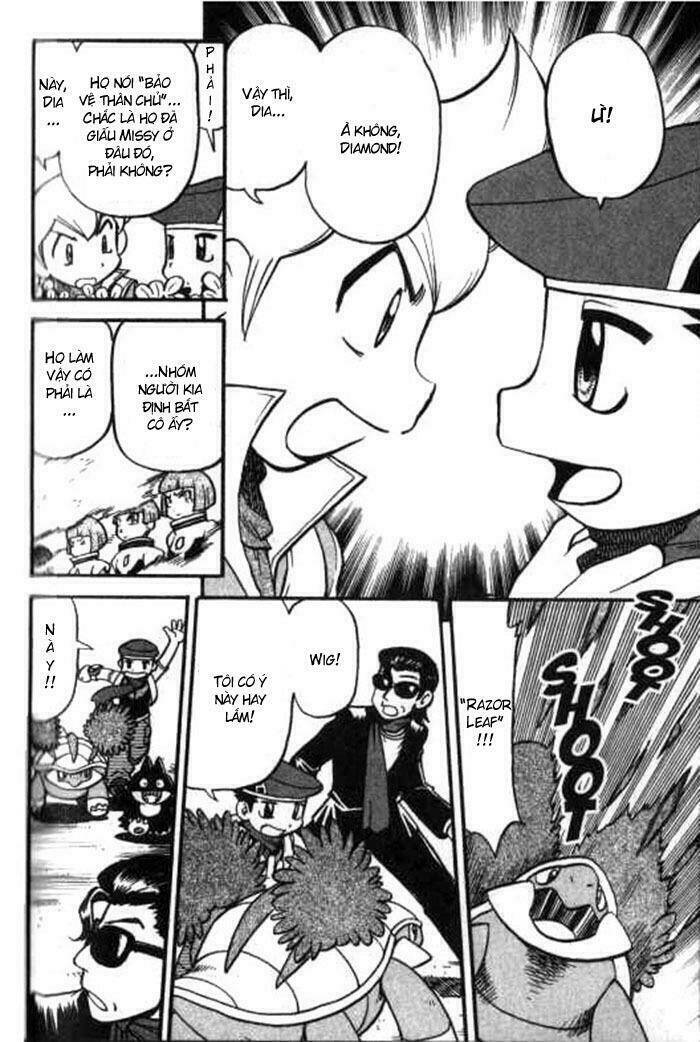 NÀY,
DIA
...
HỌ NÓI "BẢO
VỆ THÂN CHỦ"...
CHẮC LÀ HỌ ĐÃ
GIẤU MISSY Ở
ĐÂU ĐÓ,
PHẢI KHÔNG?
P
H
Ả
I
!
HỌ LÀM
VẬY CÓ
PHẢI LÀ
...
...NHÓM
NGƯỜI KIA
ĐỊNH BẮT
CÔ ẤY?
VẬY THÌ,
DIA...
À KHÔNG,
DIAMOND!
Ừ!
N
À
Y
!!
WIG!
TÔI CÓ Ý
NÀY HAY
LẮM!
"RAZOR
LEAF"
!!!
SHOOT
SHOOT